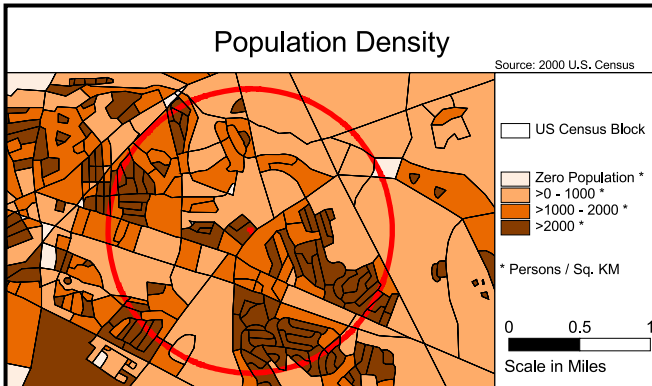 Population Density
Source: 2000 U.S. Census
US Census Block
Zero Population *
>0 - 1000 *
>1000 - 2000 *
>2000 *
* Persons / Sq. KM
0 0.5 1
Scale in Miles